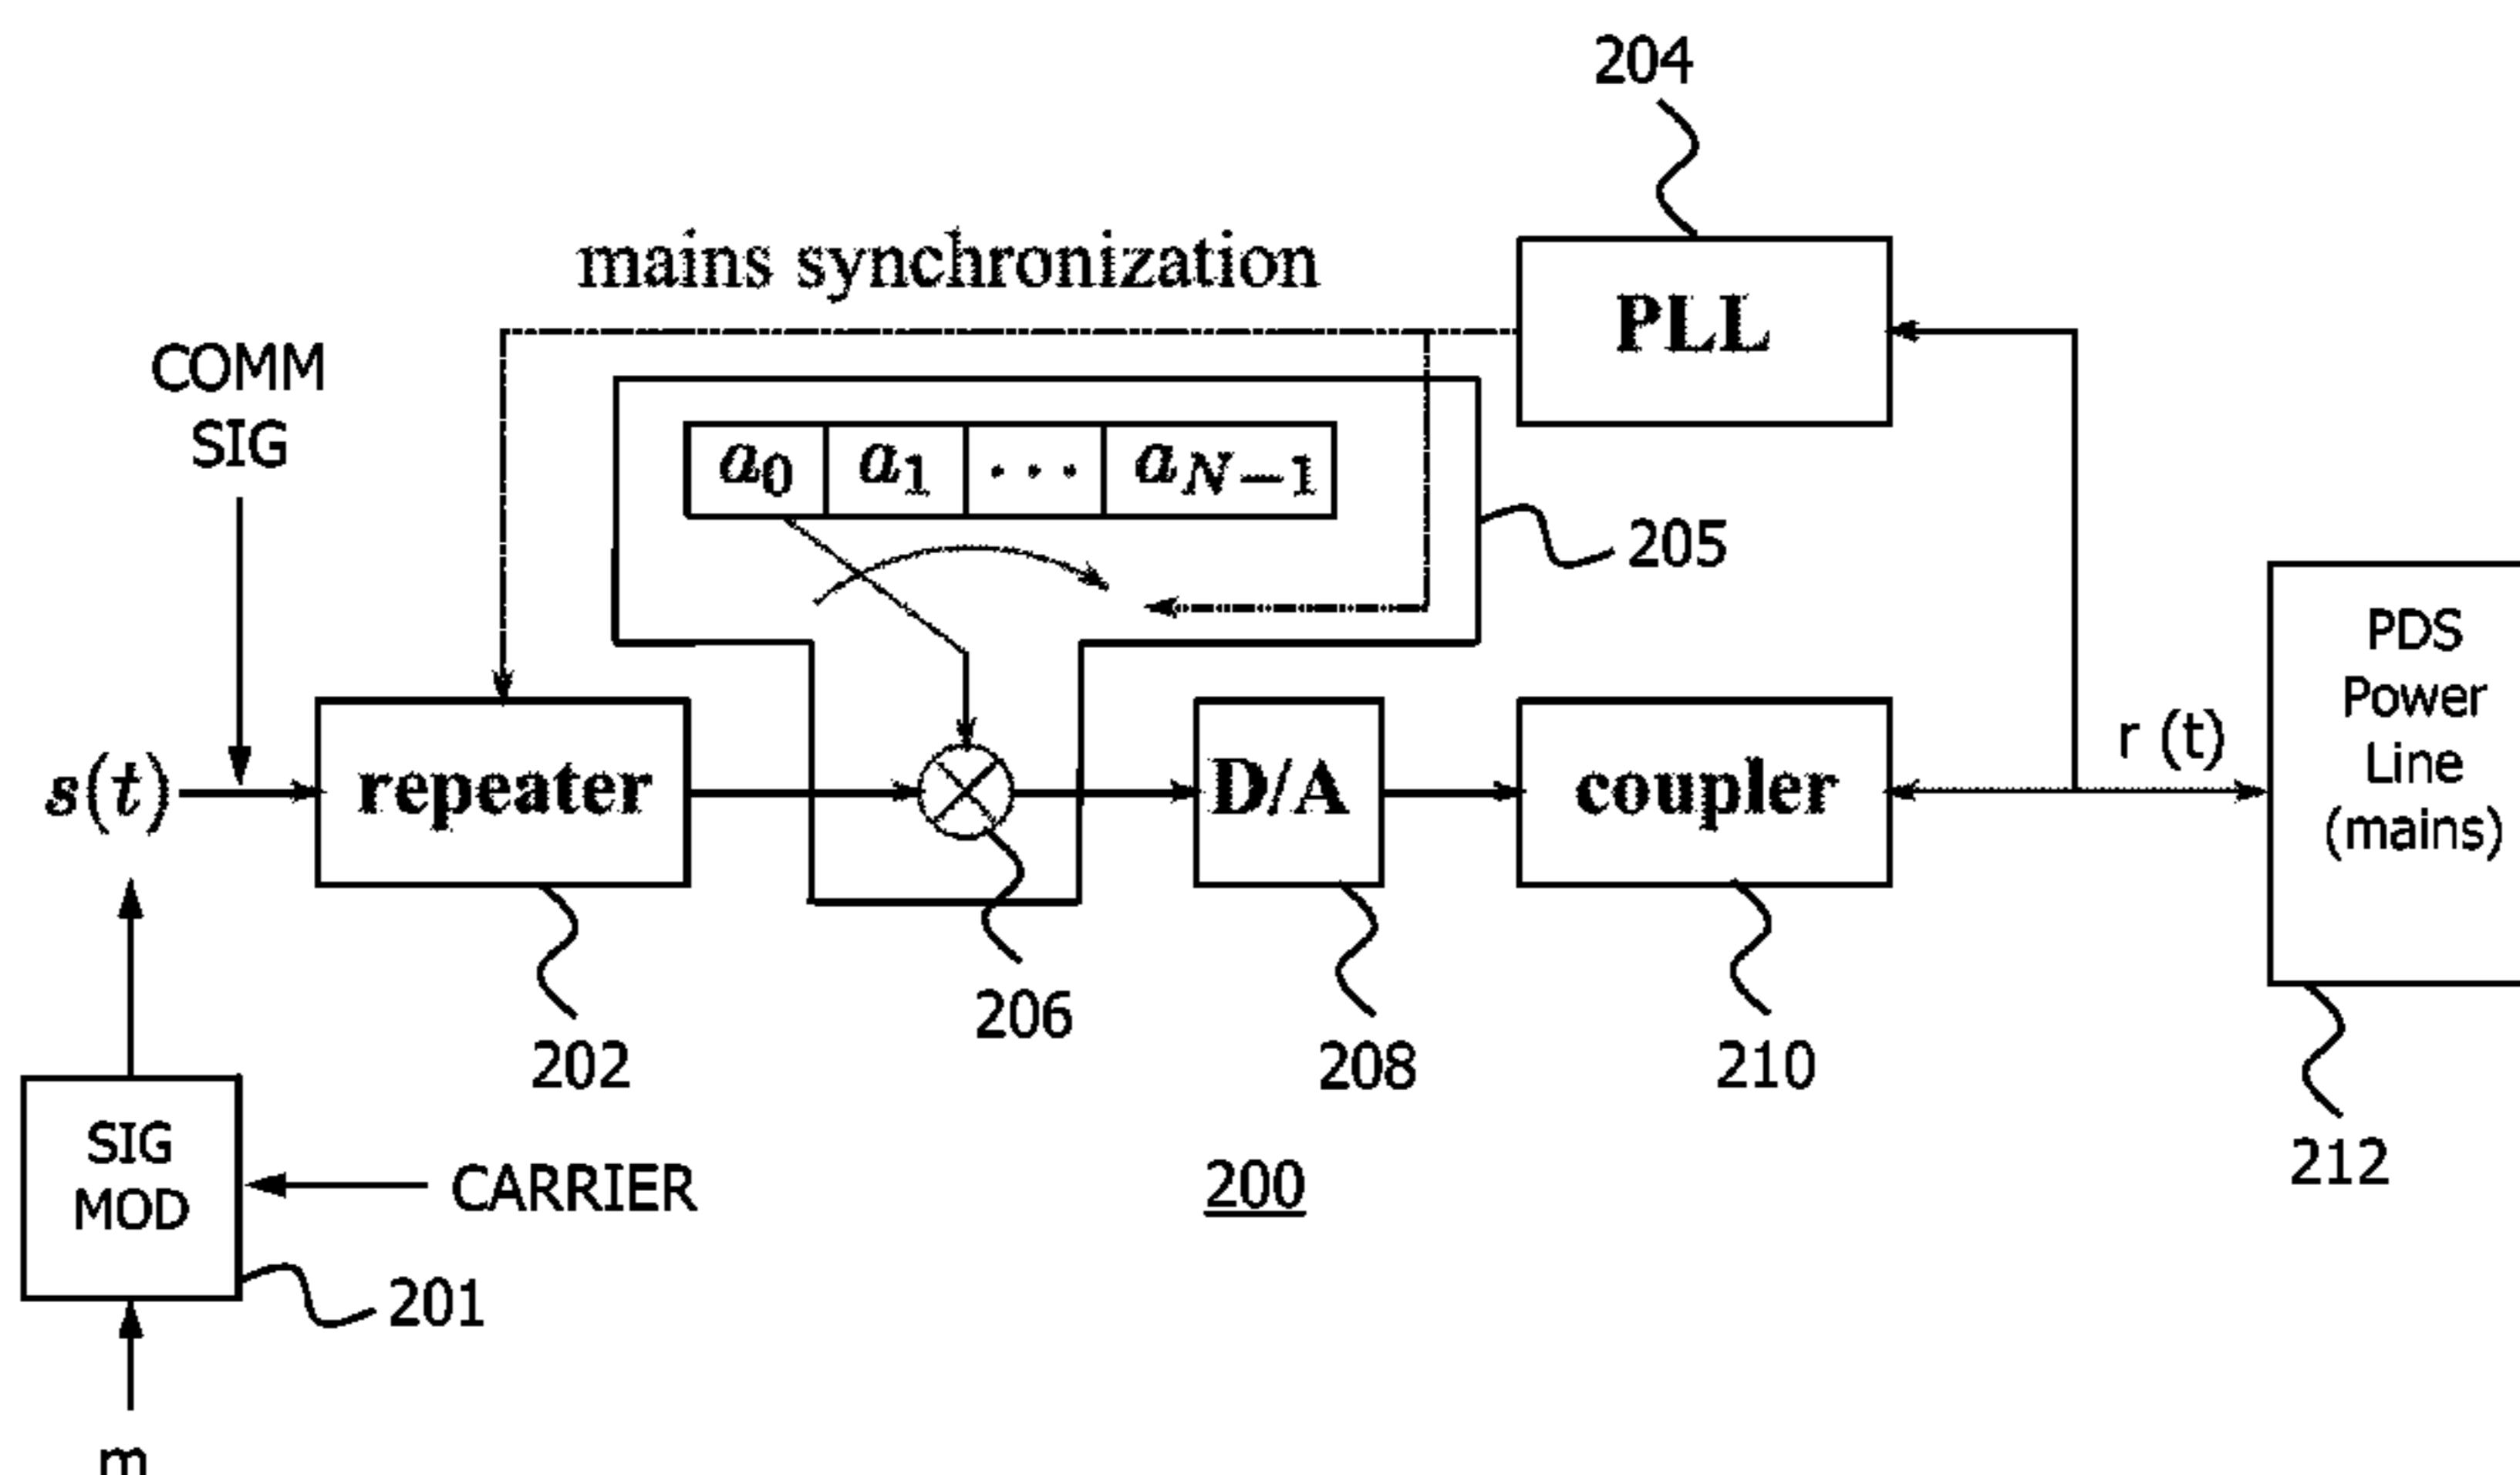 204
mains synchronization
PLL
COMM
SIG
a0 a1 ... aN−1
205
PDS
Power
Line
(mains)
r (t)
s(t)
repeater
D/A
coupler
206
202
208
210
212
SIG
MOD
CARRIER
200
201
m